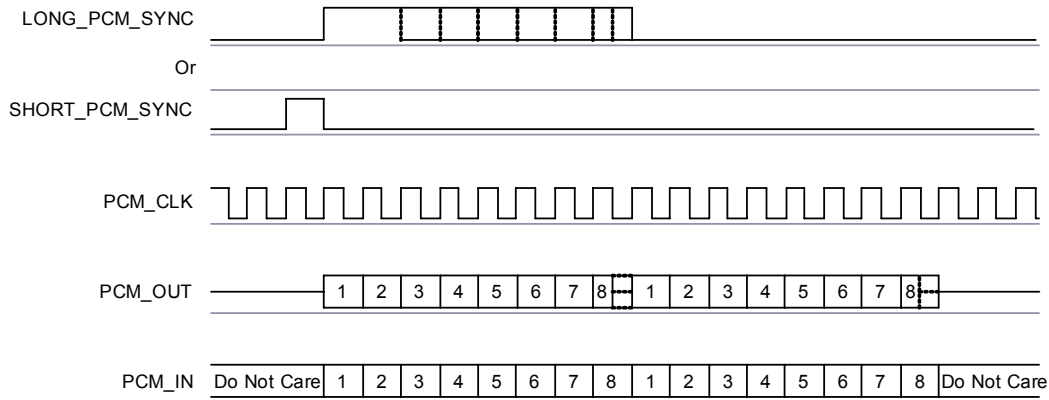 LONG_PCM_SYNC
Or
SHORT_PCM_SYNC
PCM_CLK
PCM_OUT 1 2 3 4 5 6 7 8 1 2 3 4 5 6 7 8
PCM_IN Do Not Care 1 2 3 4 5 6 7 8 1 2 3 4 5 6 7 8 Do Not Care